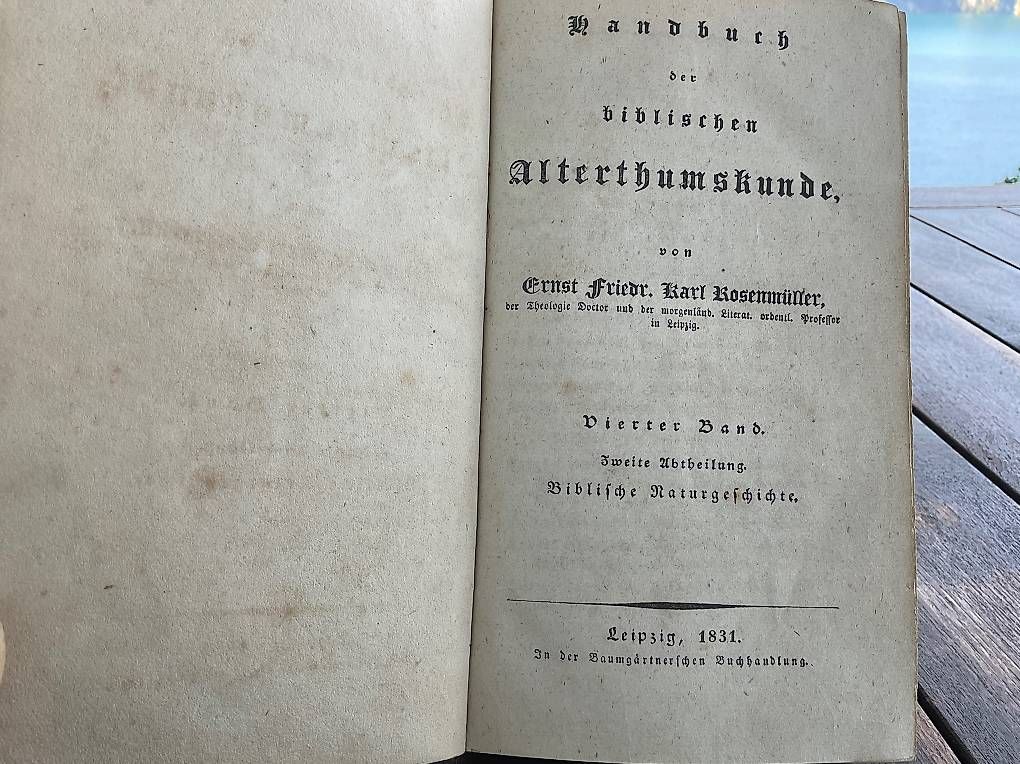 Handbuch
der
biblischen
Alterthumskunde,
von
Ernst Friedr. Karl Rosenmüller,
der Theologie Doctor und der morgenländ. Literat. ordentl. Professor
in Leipzig.
Vierter Band.
Zweite Abtheilung.
Biblische Naturgeschichte.
Leipzig, 1831.
In der Baumgärtnerschen Buchhandlung.